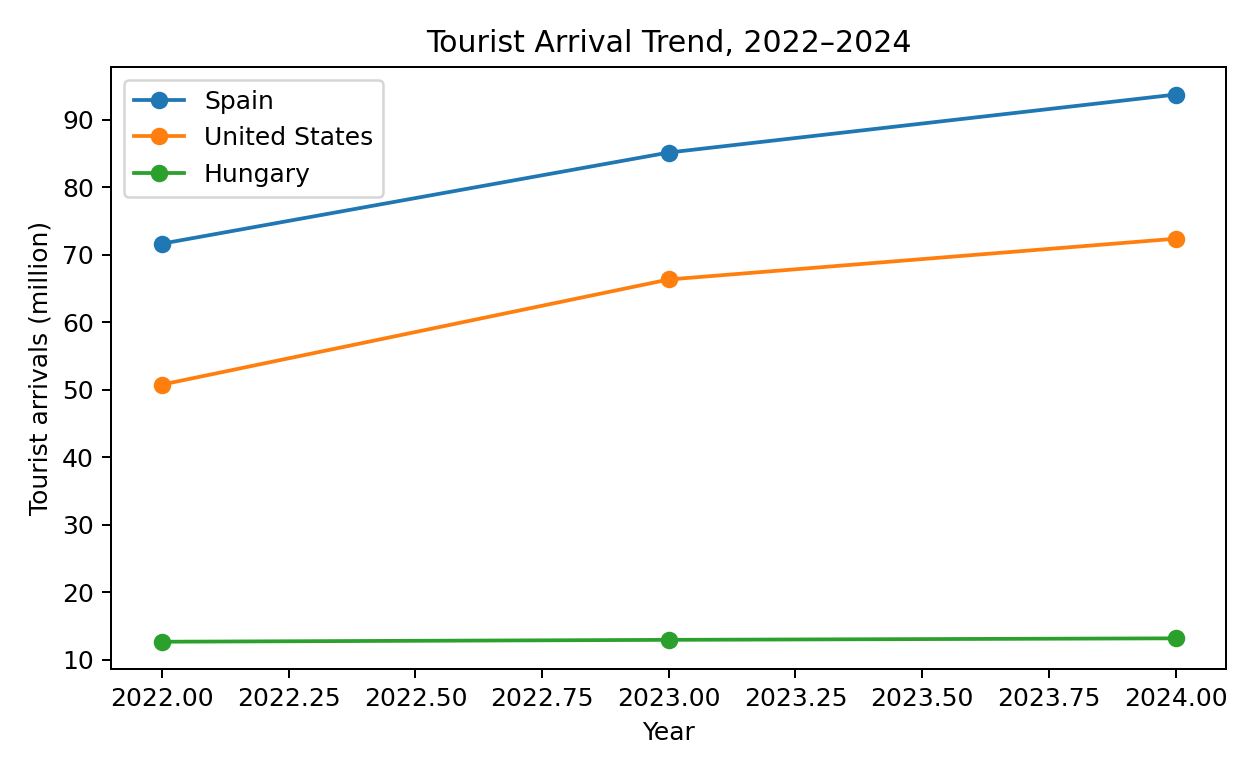 Tourist Arrival Trend, 2022–2024
Spain
United States
Hungary
Tourist arrivals (million)
90
80
70
60
50
40
30
20
10
2022.00 2022.25 2022.50 2022.75 2023.00 2023.25 2023.50 2023.75 2024.00
Year